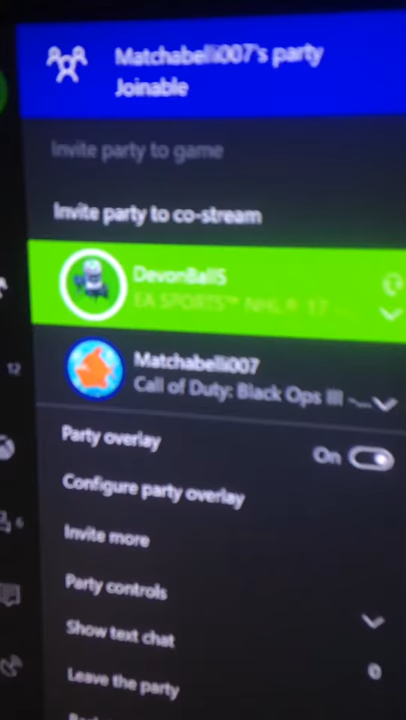 Matchabelli007's party
Joinable
Invite party to game
Invite party to co-stream
DevonBall5
EA SPORTS™ NHL® 17 -
Matchabelli007
Call of Duty: Black Ops III -
12
Party overlay
On
Configure party overlay
6
Invite more
Party controls
Show text chat
0
Leave the party